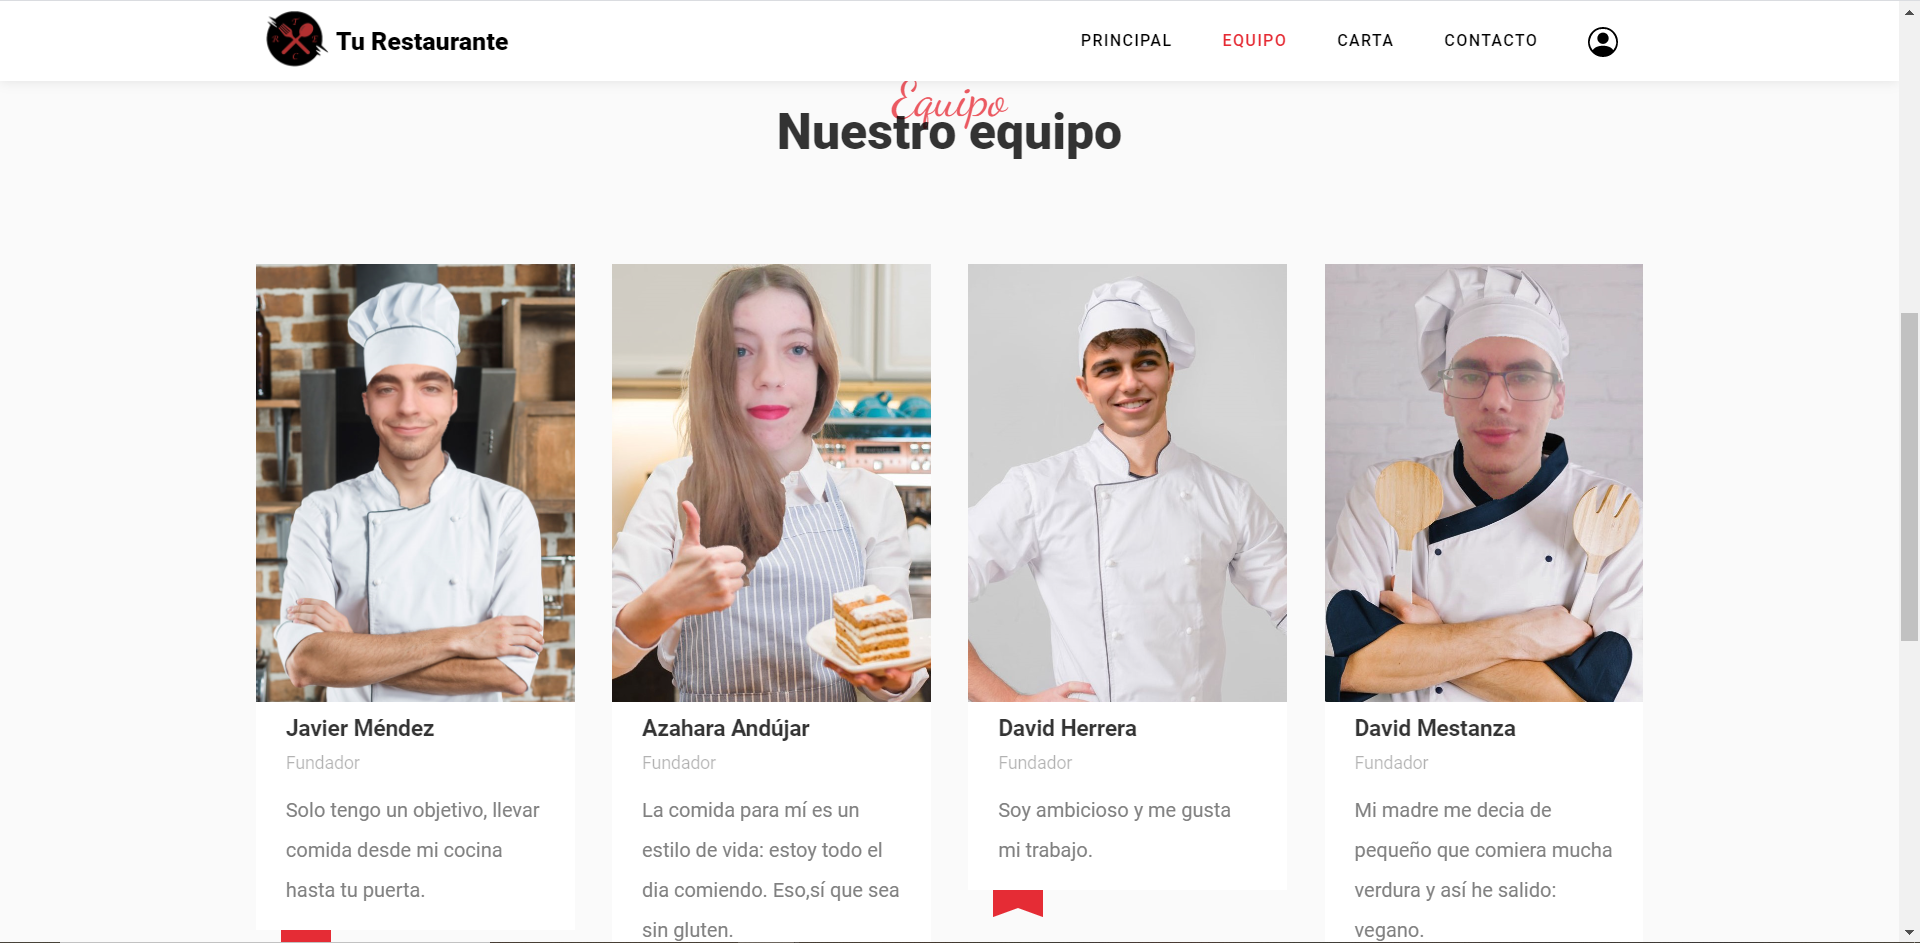 Tu Restaurante
PRINCIPAL EQUIPO CARTA CONTACTO
Equipo
Nuestro equipo
Javier Méndez
Fundador
Solo tengo un objetivo, llevar
comida desde mi cocina
hasta tu puerta.
Azahara Andújar
Fundador
La comida para mí es un
estilo de vida: estoy todo el
dia comiendo. Eso,sí que sea
sin gluten.
David Herrera
Fundador
Soy ambicioso y me gusta
mi trabajo.
David Mestanza
Fundador
Mi madre me decia de
pequeño que comiera mucha
verdura y así he salido:
vegano.